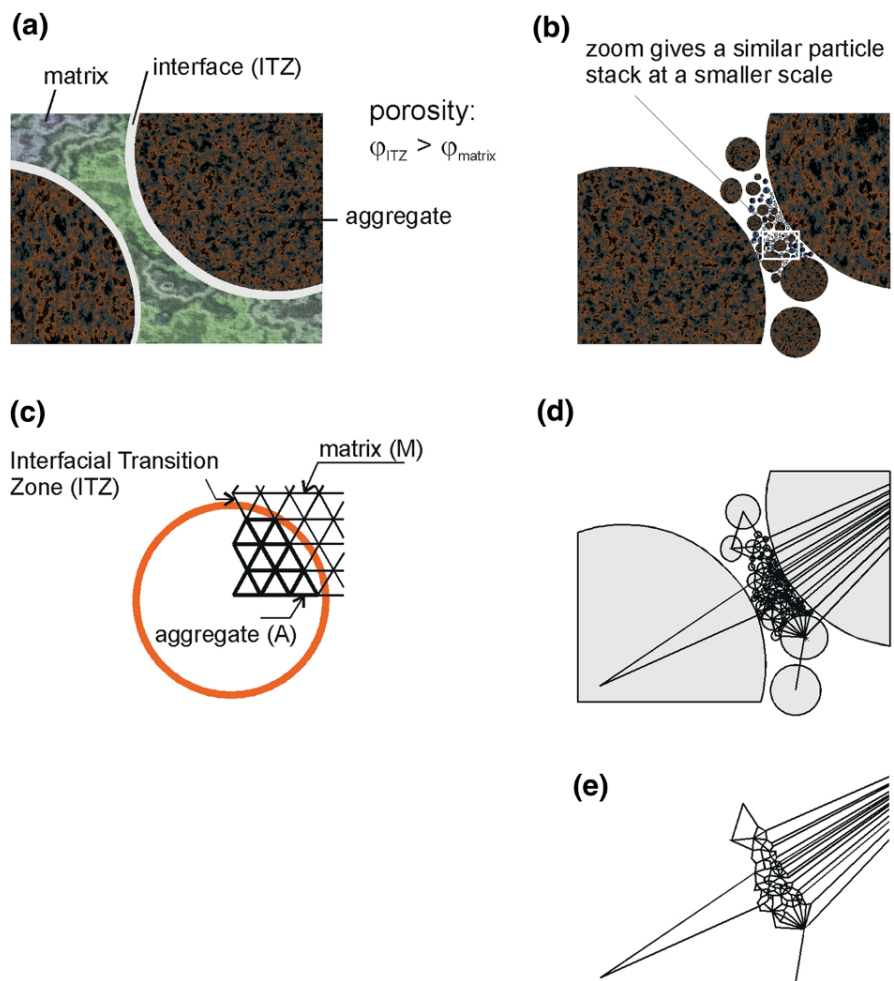 (a)
matrix
interface (ITZ)
porosity:
φITZ > φmatrix
aggregate
(b)
zoom gives a similar particle
stack at a smaller scale
(c)
Interfacial Transition
Zone (ITZ)
matrix (M)
aggregate (A)
(d)
(e)